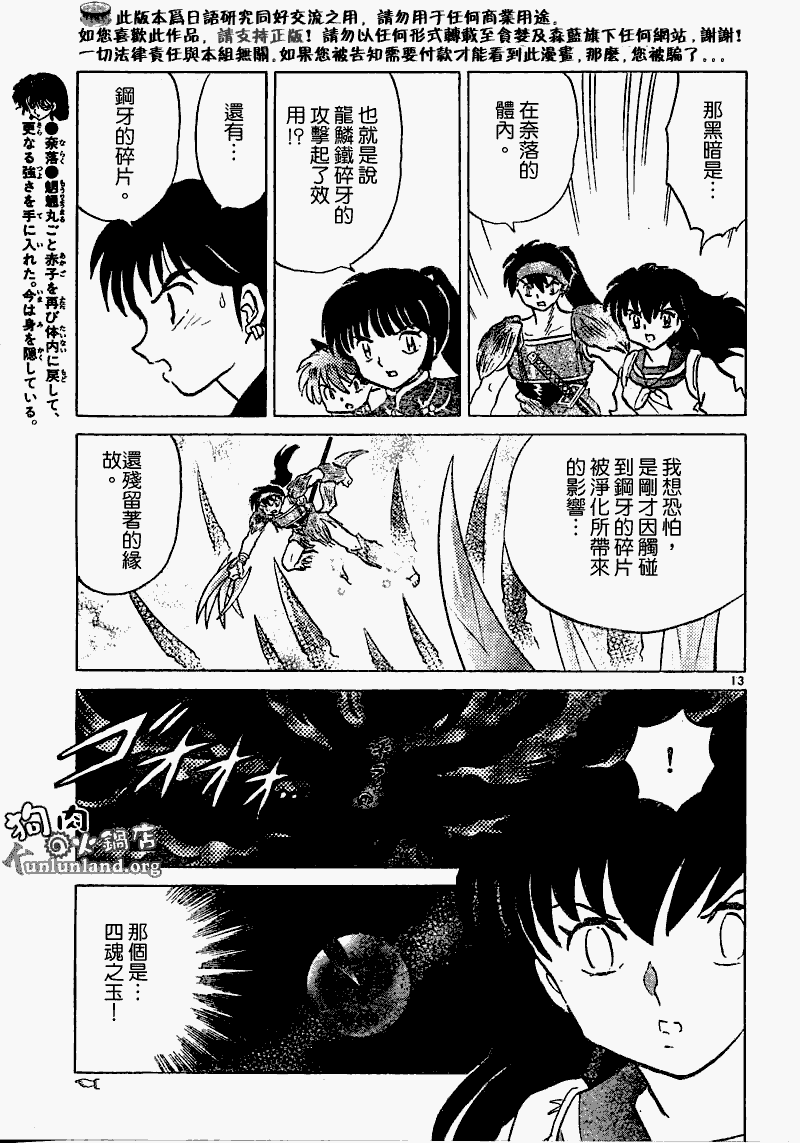 此版本爲日語研究同好交流之用，請勿用于任何商業用途。
如您喜歡此作品，請支持正版！請勿以任何形式轉載至貪婪及森藍旗下任何網站，謝謝！
一切法律責任與本組無關。如果您被告知需要付款才能看到此漫畫，那麼，您被騙了...
●奈落●魍魎丸ごと赤子を再び体内に戻して、
更なる強さを手に入れた。今は身を隠している。
那黑暗是…
在奈落的
體內。
也就是說
龍鱗鐵碎牙的
攻擊起了效
用!?
還有…
鋼牙的碎片。
我想恐怕，
是剛才因觸碰
到鋼牙的碎片
被淨化所帶來
的影響…
還殘留著的緣
故。
13
ゴオオオ…
！
那個是…
四魂之玉！
狗肉
火鍋店
Kunlunland.org